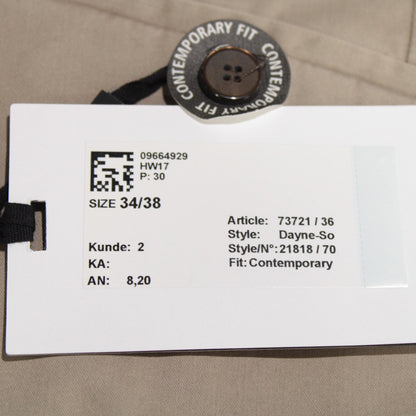 CONTEMPORARY FIT CONTEMPORARY FIT
09664929
HW17
P: 30
SIZE 34/38
Article: 73721 / 36
Style: Dayne-So
Kunde: 2
Style/N°: 21818 / 70
KA:
Fit: Contemporary
AN: 8,20